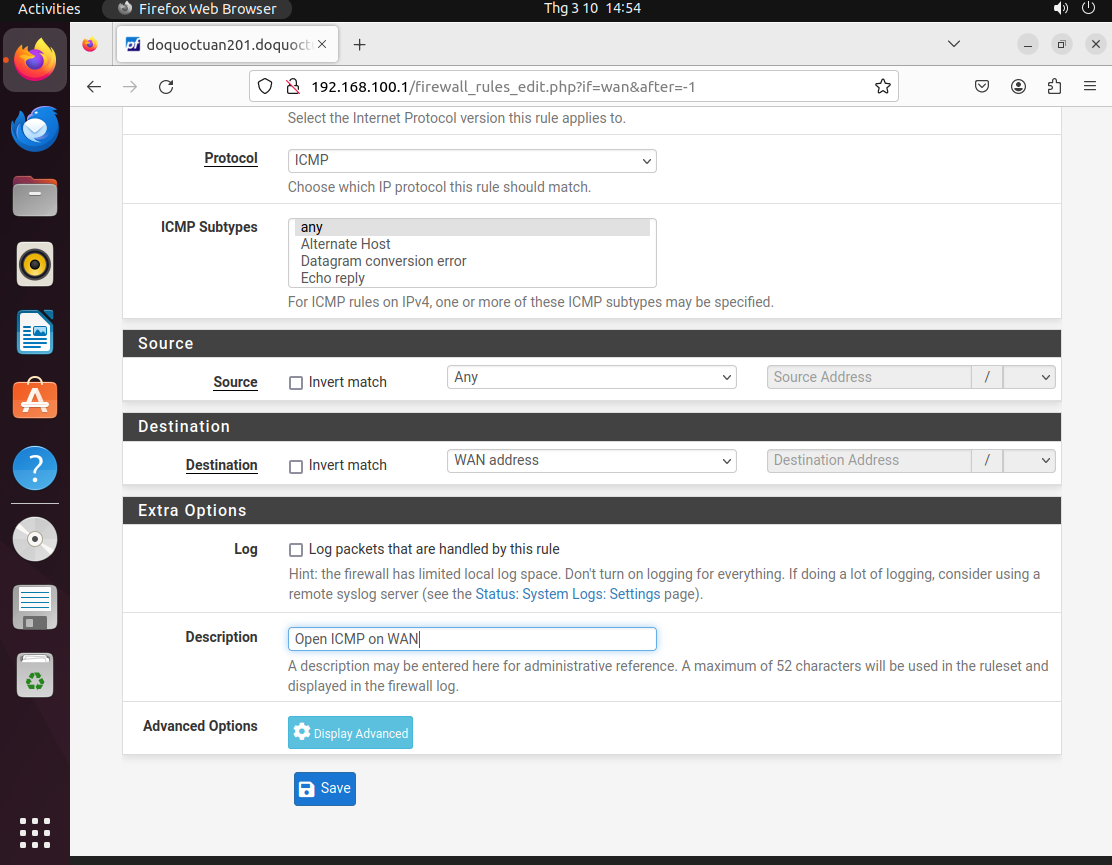 Activities
Firefox Web Browser
Thg 3 10 14:54
doquoctuan201.doquoct
192.168.100.1/firewall_rules_edit.php?if=wan&after=-1
Select the Internet Protocol version this rule applies to.
Protocol
ICMP
Choose which IP protocol this rule should match.
ICMP Subtypes
any
Alternate Host
Datagram conversion error
Echo reply
For ICMP rules on IPv4, one or more of these ICMP subtypes may be specified.
Source
Source
Invert match
Any
Source Address
/
Destination
Destination
Invert match
WAN address
Destination Address
/
Extra Options
Log
Log packets that are handled by this rule
Hint: the firewall has limited local log space. Don't turn on logging for everything. If doing a lot of logging, consider using a
remote syslog server (see the Status: System Logs: Settings page).
Description
Open ICMP on WAN
A description may be entered here for administrative reference. A maximum of 52 characters will be used in the ruleset and
displayed in the firewall log.
Advanced Options
Display Advanced
Save